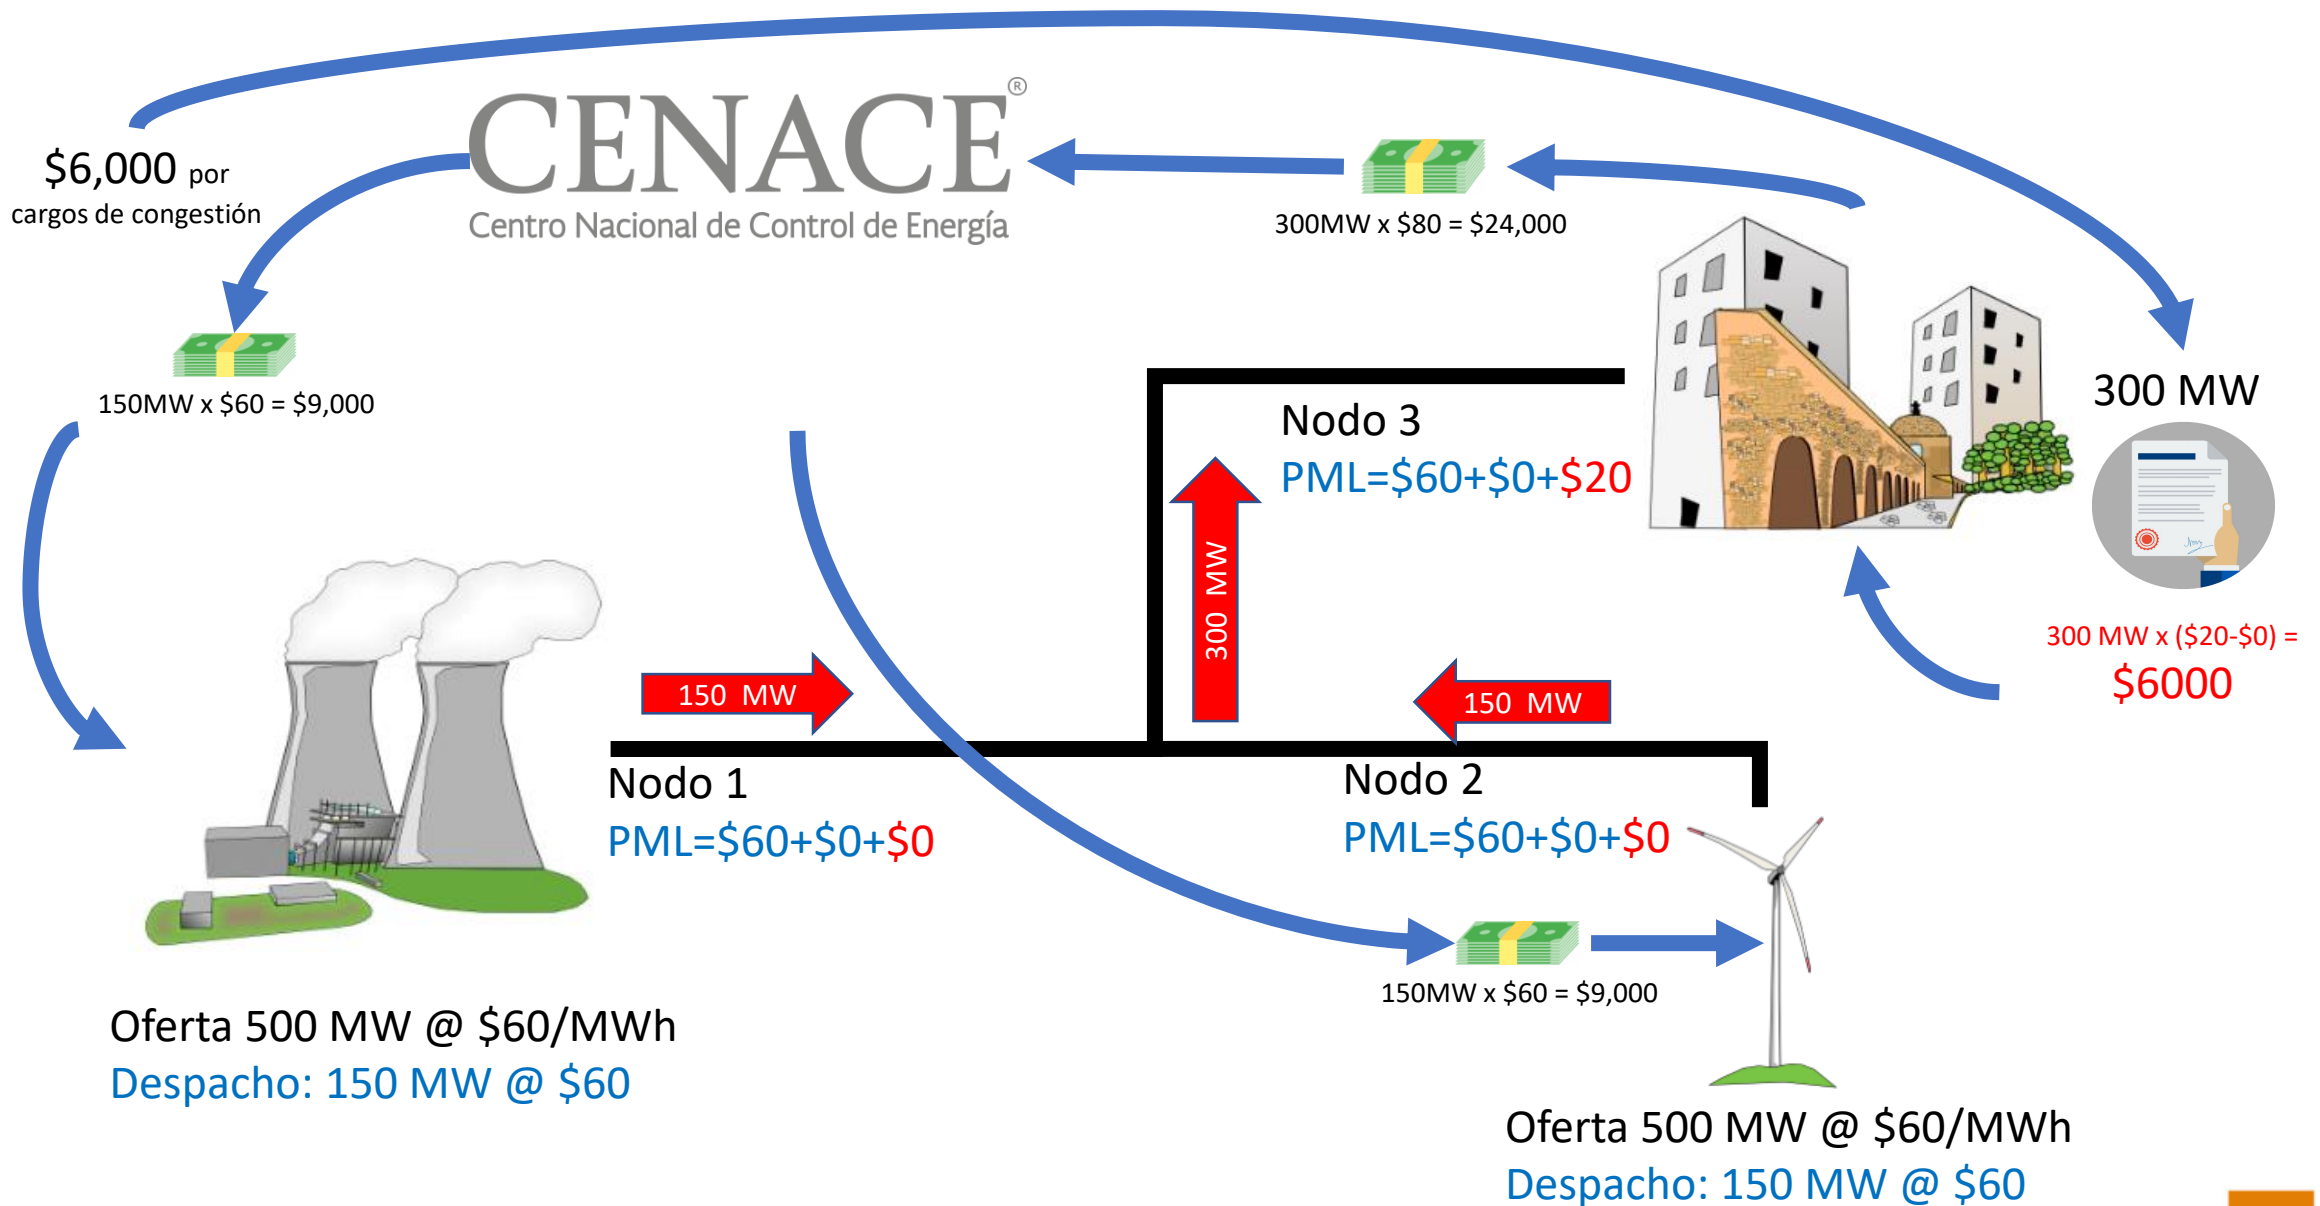 CENACE®
Centro Nacional de Control de Energía
$6,000 por
cargos de congestión
300MW x $80 = $24,000
150MW x $60 = $9,000
300 MW
Nodo 3
PML=$60+$0+$20
300 MW
300 MW x ($20-$0) =
$6000
150 MW
150 MW
Nodo 1
PML=$60+$0+$0
Nodo 2
PML=$60+$0+$0
150MW x $60 = $9,000
Oferta 500 MW @ $60/MWh
Despacho: 150 MW @ $60
Oferta 500 MW @ $60/MWh
Despacho: 150 MW @ $60